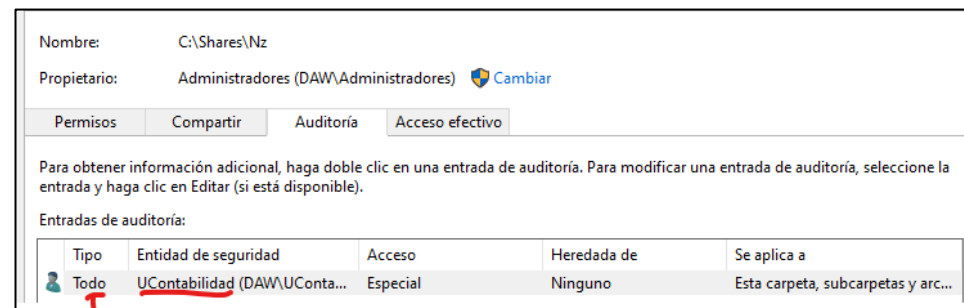 Nombre: C:\Shares\Nz
Propietario: Administradores (DAW\Administradores) Cambiar
Permisos Compartir Auditoría Acceso efectivo
Para obtener información adicional, haga doble clic en una entrada de auditoría. Para modificar una entrada de auditoría, seleccione la
entrada y haga clic en Editar (si está disponible).
Entradas de auditoría:
Tipo Entidad de seguridad Acceso Heredada de Se aplica a
Todo UContabilidad (DAW\UConta... Especial Ninguno Esta carpeta, subcarpetas y arc...